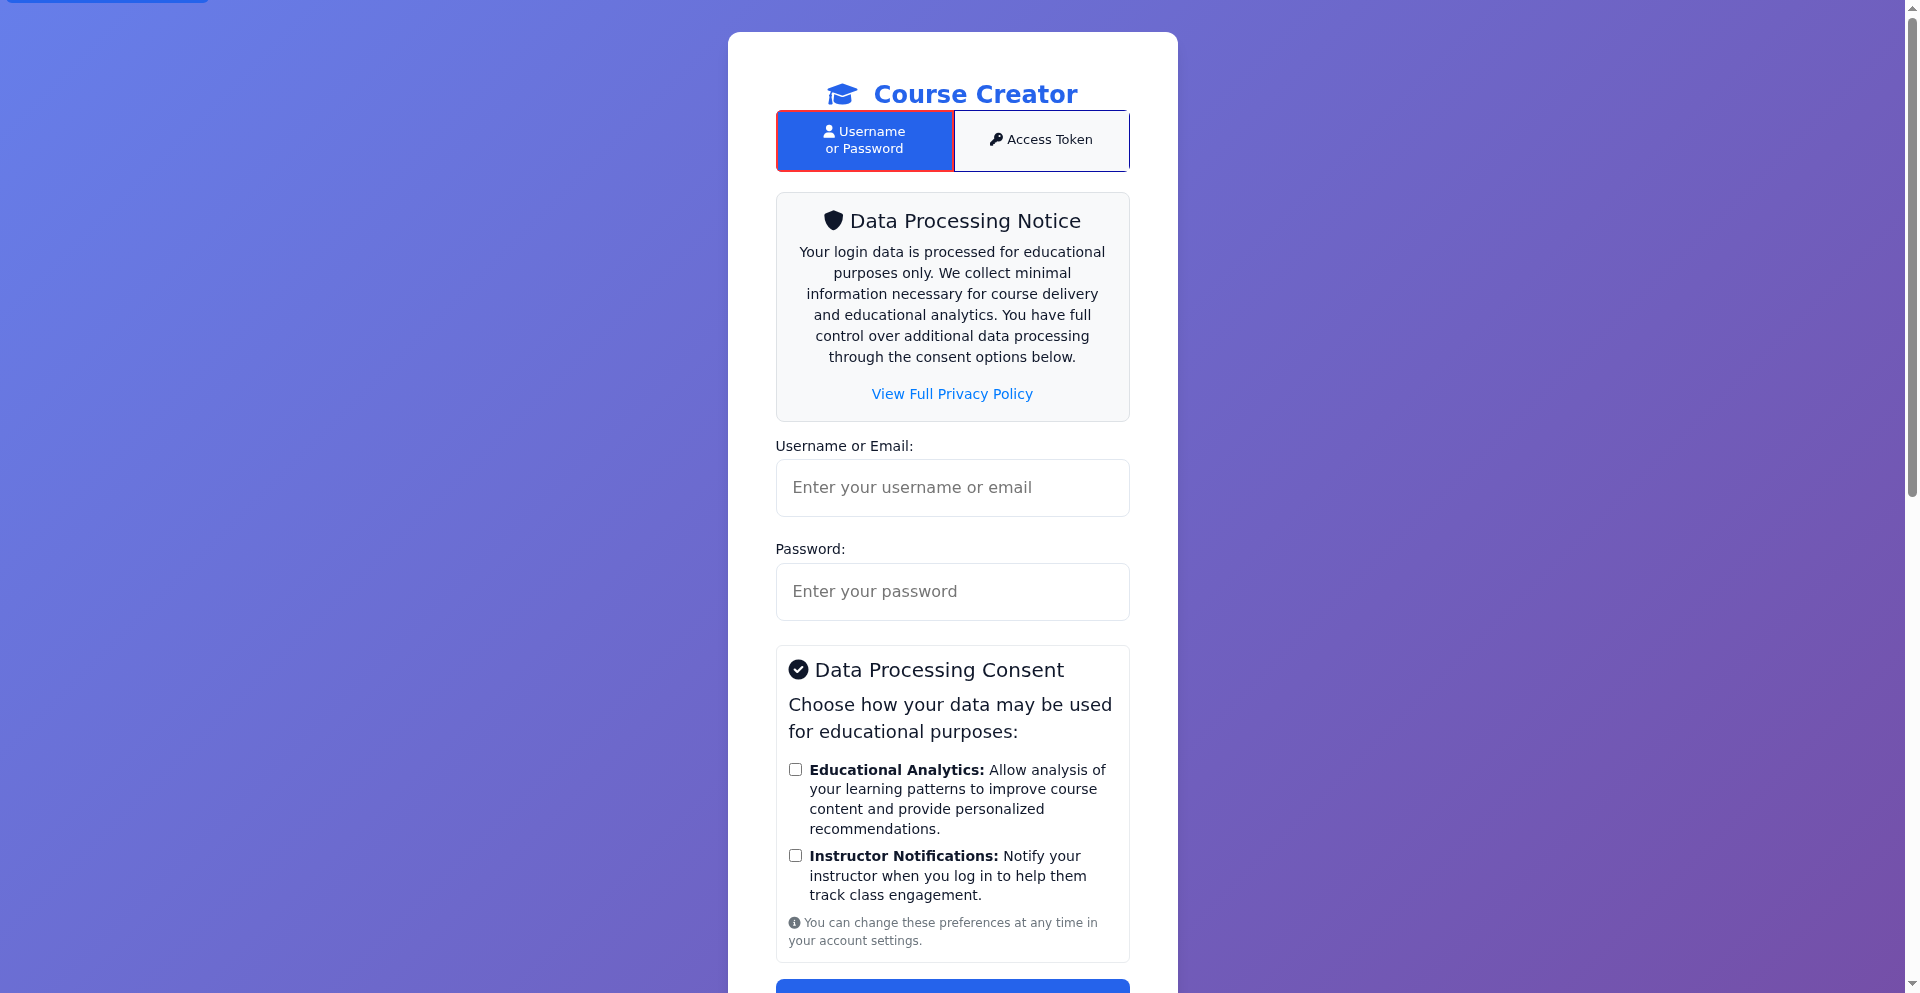 Course Creator
Username
or Password
Access Token
Data Processing Notice
Your login data is processed for educational
purposes only. We collect minimal
information necessary for course delivery
and educational analytics. You have full
control over additional data processing
through the consent options below.
View Full Privacy Policy
Username or Email:
Enter your username or email
Password:
Enter your password
Data Processing Consent
Choose how your data may be used
for educational purposes:
Educational Analytics: Allow analysis of
your learning patterns to improve course
content and provide personalized
recommendations.
Instructor Notifications: Notify your
instructor when you log in to help them
track class engagement.
You can change these preferences at any time in
your account settings.